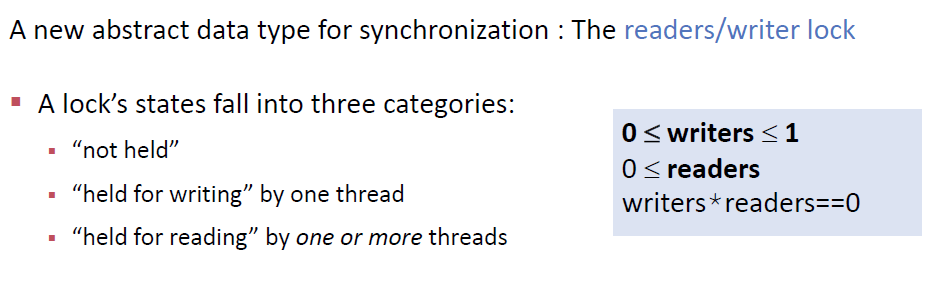 A new abstract data type for synchronization : The readers/writer lock
▪ A lock’s states fall into three categories:
▪ “not held”
▪ “held for writing” by one thread
▪ “held for reading” by one or more threads
0 ≤ writers ≤ 1
0 ≤ readers
writers*readers==0